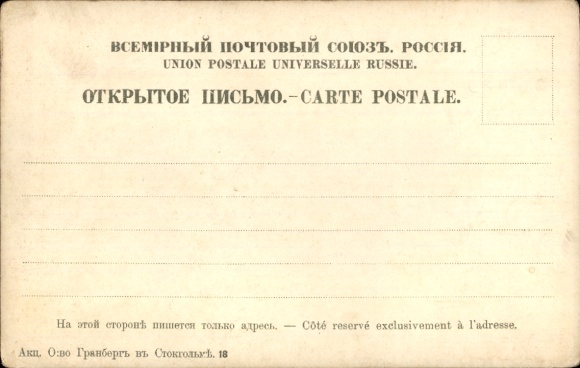 ВСЕМІРНЫЙ ПОЧТОВЫЙ СОЮЗЪ. РОССІЯ.
UNION POSTALE UNIVERSELLE RUSSIE.
ОТКРЫТОЕ ПИСЬМО.–CARTE POSTALE.
На этой сторонѣ пишется только адресъ. — Côté reservé exclusivement à l'adresse.
Акц. О-во Гранбергъ въ Стокгольмѣ. 18